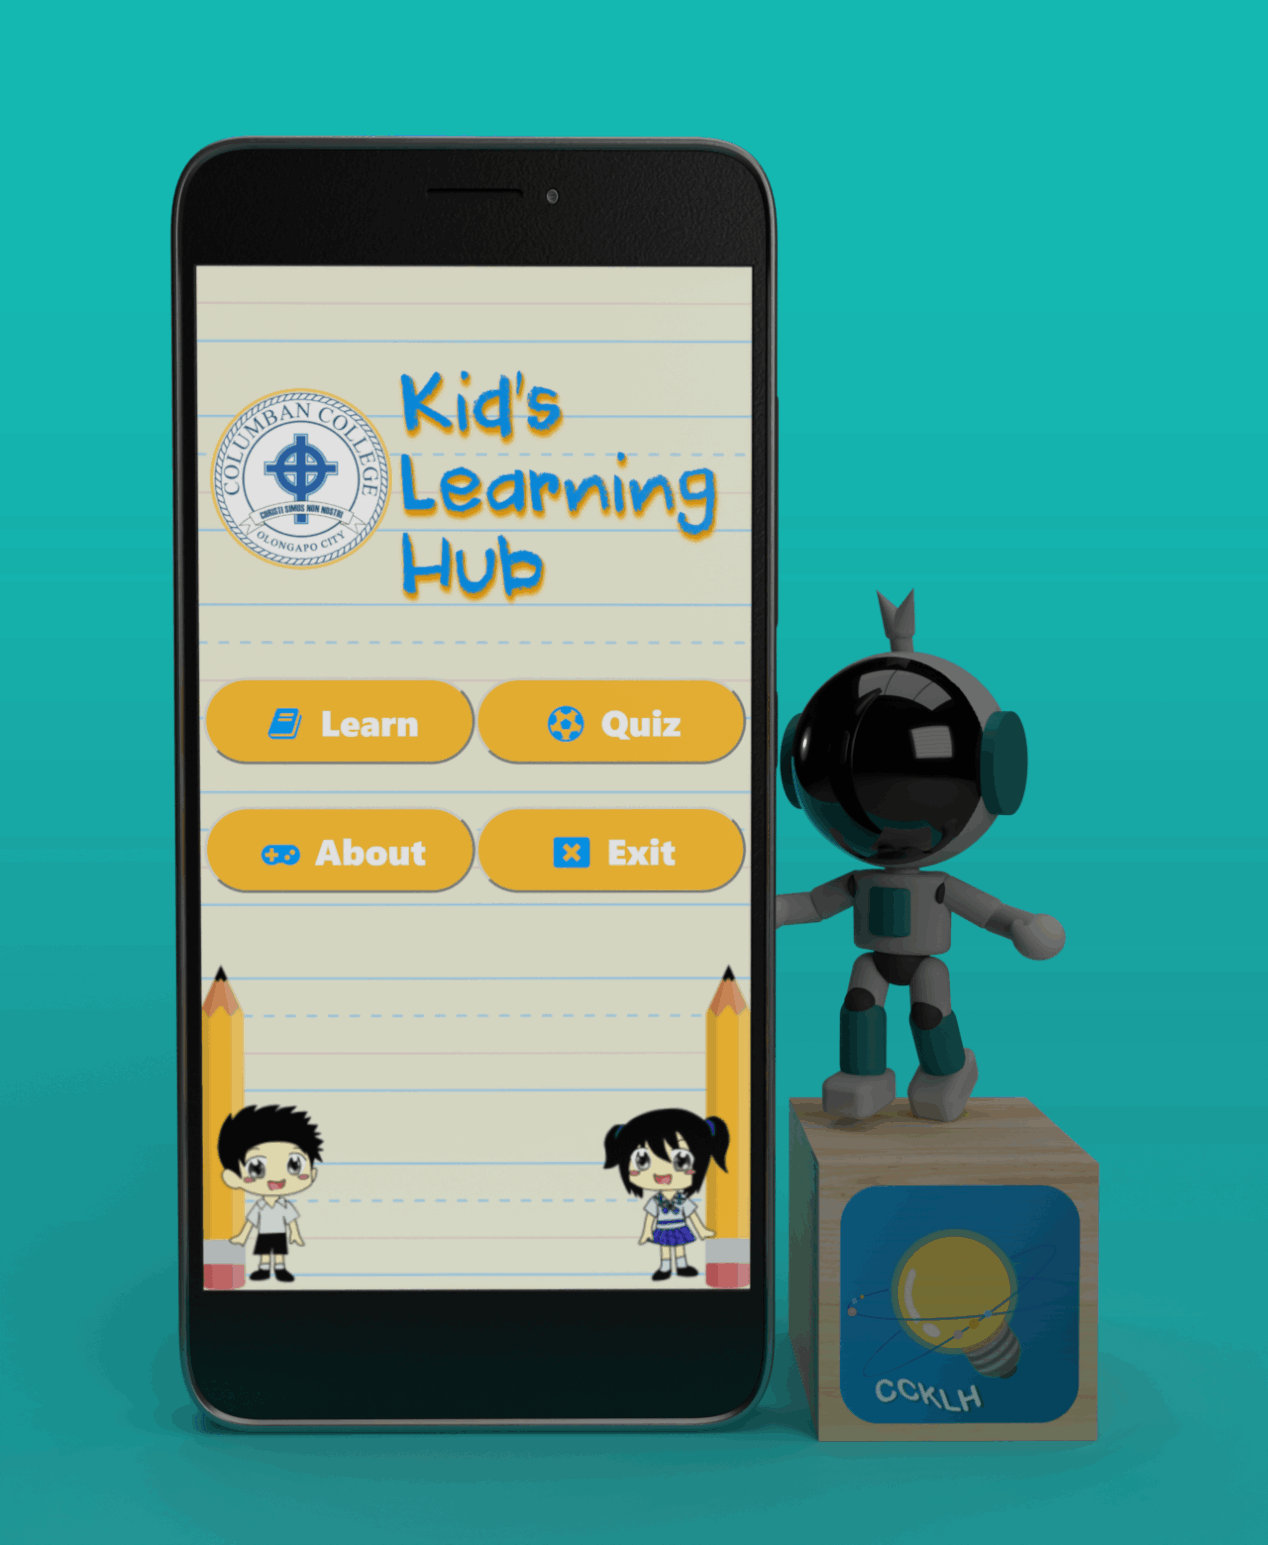 COLUMBAN COLLEGE
CHRISTI SIMUS NON NOSTRI
OLONGAPO CITY
Kid's
Learning
Hub
Learn
Quiz
About
Exit
CCKLH